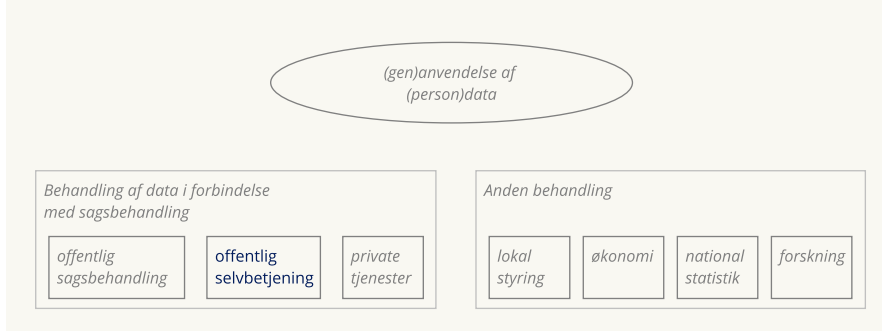 (gen)anvendelse af
(person)data
Behandling af data i forbindelse
med sagsbehandling
offentlig
sagsbehandling
offentlig
selvbetjening
private
tjenester
Anden behandling
lokal
styring
økonomi
national
statistik
forskning